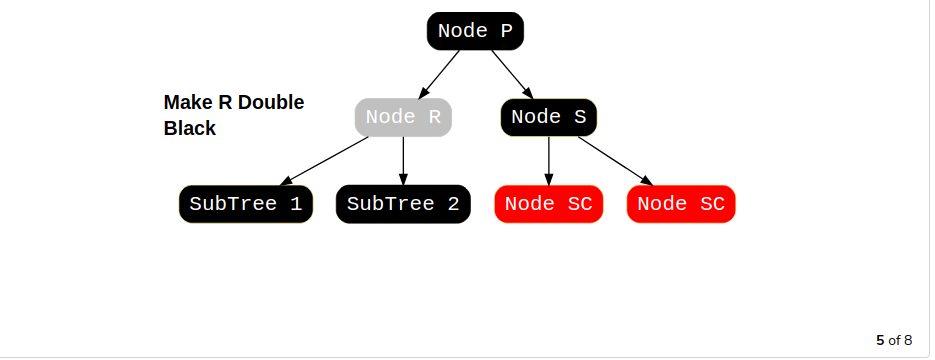 Node P
Make R Double
Black
Node R
Node S
SubTree 1
SubTree 2
Node SC
Node SC
5 of 8